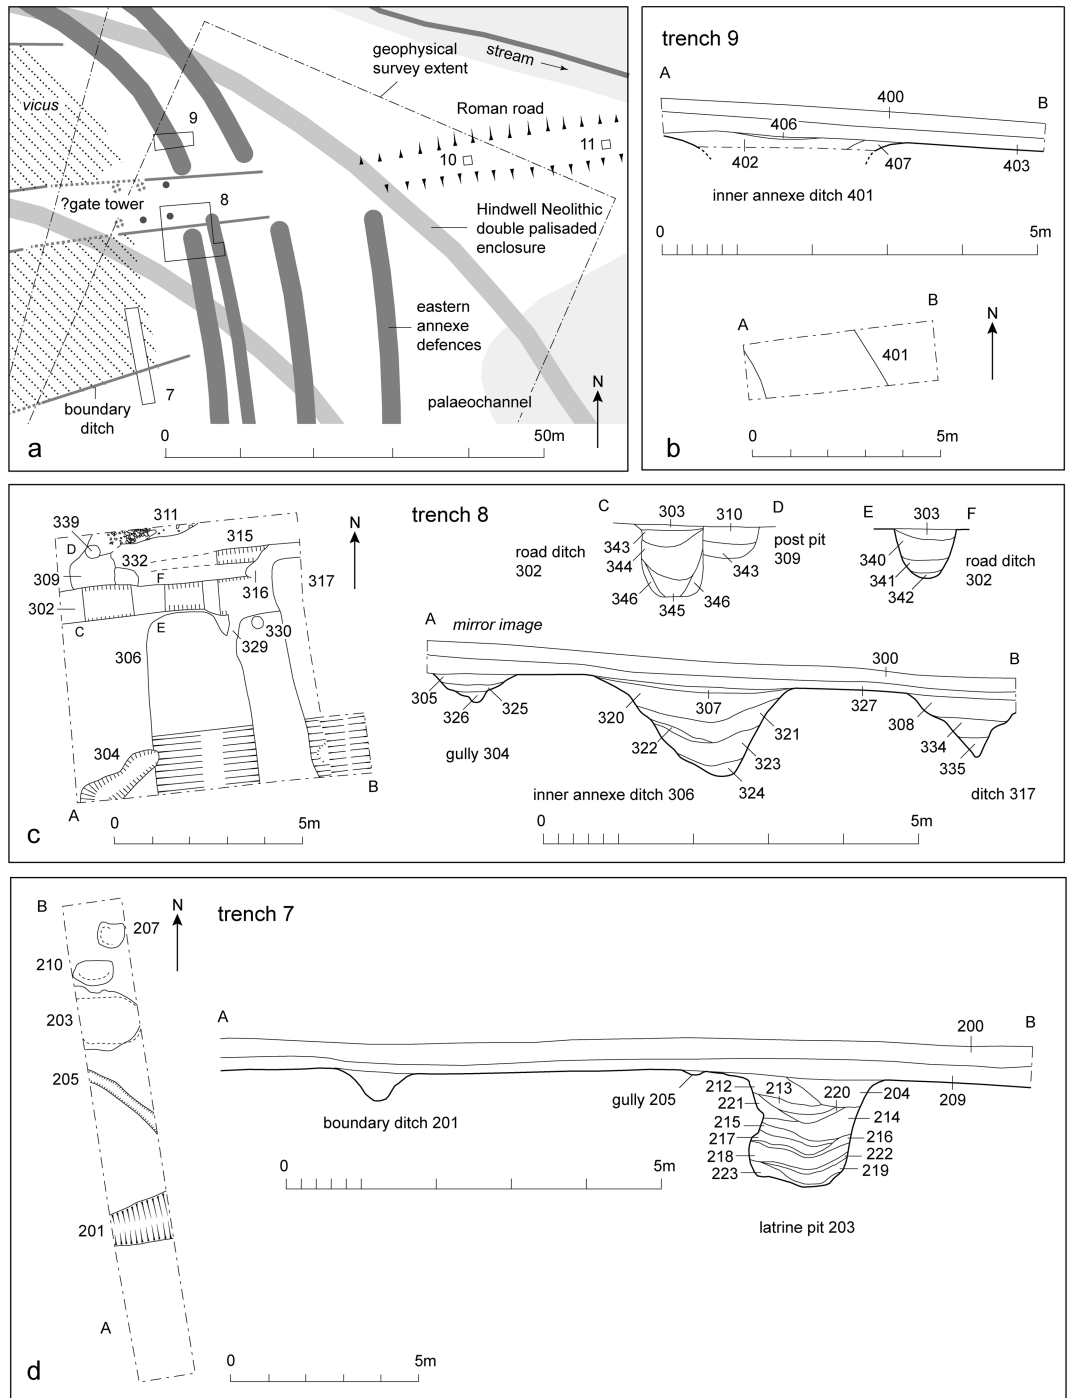 geophysical
survey extent
stream
vicus
Roman road
9
10
11
?gate tower
8
Hindwell Neolithic
double palisaded
enclosure
eastern
annexe
defences
7
boundary
ditch
palaeochannel
N
0
50m
a
trench 9
A
400
B
406
402
407
403
inner annexe ditch 401
0
5m
A
B
N
401
0
5m
b
trench 8
339
311
D
332
315
309
F
317
302
316
C
E
330
329
306
304
A
B
N
0
5m
C
303
310
D
343
road ditch
302
post pit
309
344
343
346
345
346
E
303
F
340
341
342
road ditch
302
A
mirror image
300
B
305
326
325
320
307
321
327
308
322
323
334
324
335
gully 304
inner annexe ditch 306
ditch 317
0
5m
c
B
N
trench 7
207
210
203
205
201
A
0
5m
A
200
B
212
213
220
204
209
221
214
215
216
217
222
218
219
223
boundary ditch 201
gully 205
latrine pit 203
0
5m
d